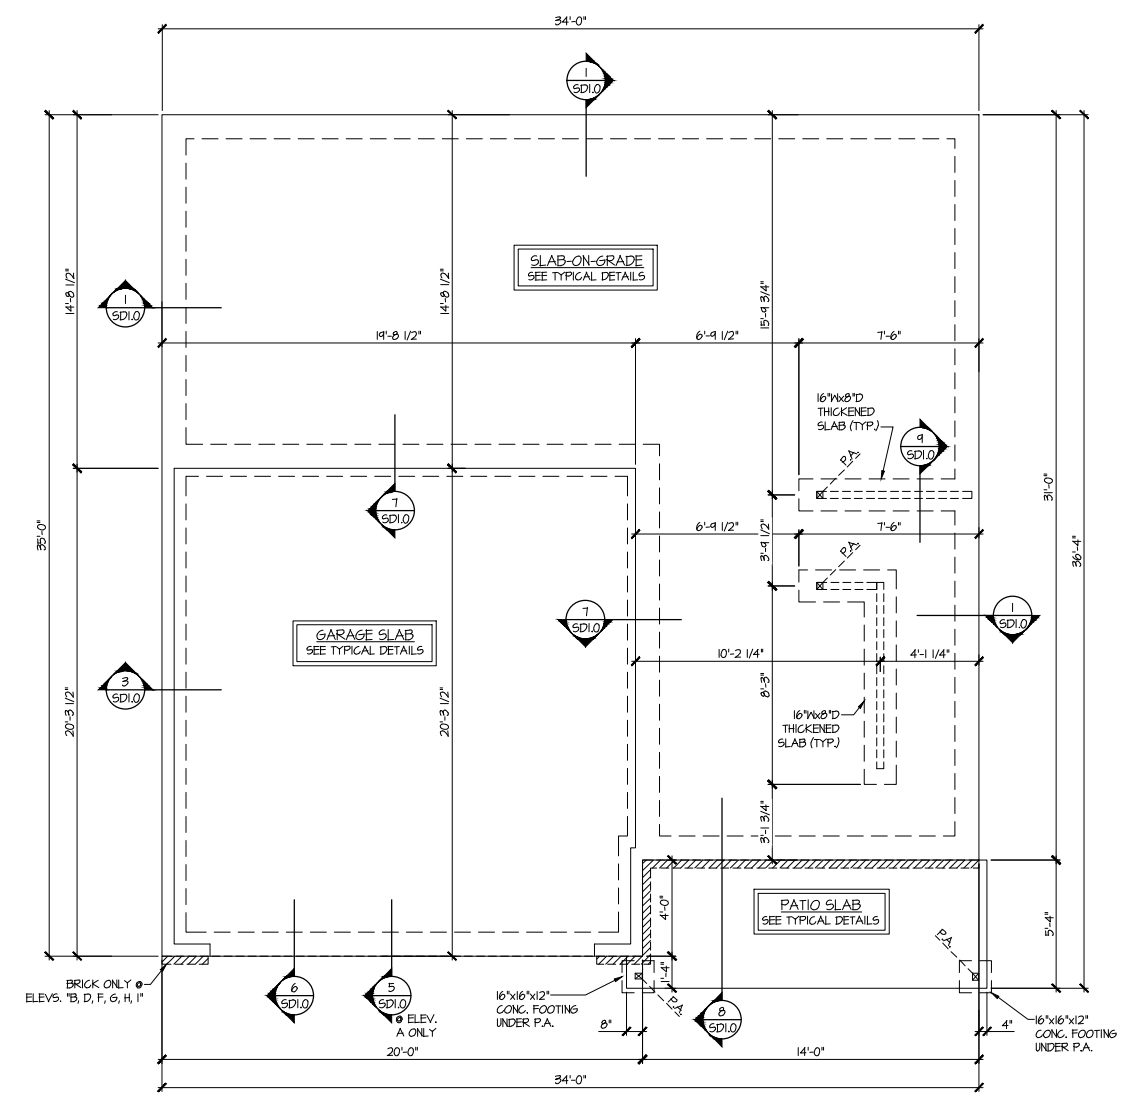 34'-0"
1
SD1.0
SLAB-ON-GRADE
SEE TYPICAL DETAILS
14'-8 1/2"
14'-8 1/2"
15'-9 3/4"
1
SD1.0
19'-8 1/2"
6'-9 1/2"
7'-6"
16"Wx8"D
THICKENED
SLAB (TYP.)
9
SD1.0
P.A.
31'-0"
7
SD1.0
35'-0"
36'-4"
6'-9 1/2"
7'-6"
3'-9 1/2"
P.A.
7
SD1.0
1
SD1.0
GARAGE SLAB
SEE TYPICAL DETAILS
10'-2 1/4"
4'-1 1/4"
3
SD1.0
20'-3 1/2"
20'-3 1/2"
8'-3"
16"Wx8"D
THICKENED
SLAB (TYP.)
3'-1 3/4"
4'-0"
PATIO SLAB
SEE TYPICAL DETAILS
5'-4"
P.A.
1'-4"
BRICK ONLY @
ELEVS. "B, D, F, G, H, I"
6
SD1.0
5
SD1.0
@ ELEV.
A ONLY
16"x16"x12"
CONC. FOOTING
UNDER P.A.
P.A.
8"
8
SD1.0
4"
16"x16"x12"
CONC. FOOTING
UNDER P.A.
20'-0"
14'-0"
34'-0"